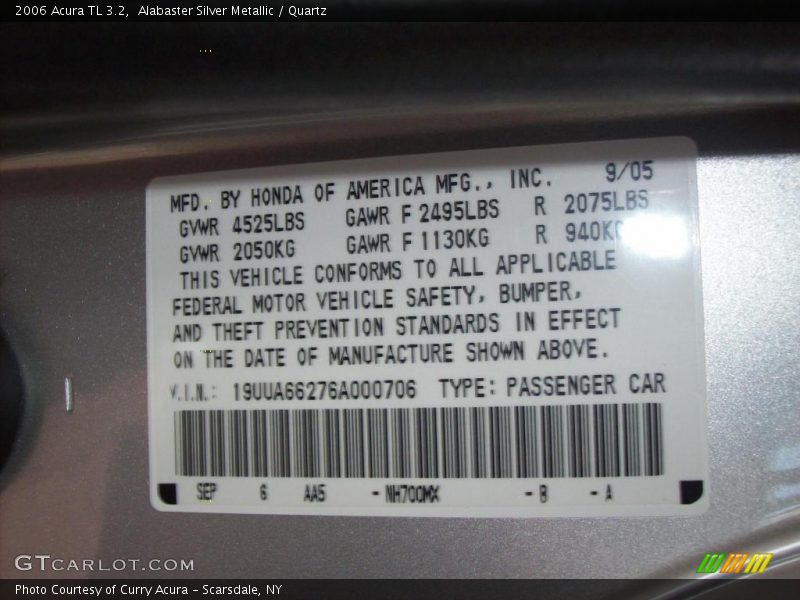 2006 Acura TL 3.2,  Alabaster Silver Metallic / Quartz
MFD. BY HONDA OF AMERICA MFG., INC. 9/05
GVWR 4525LBS GAWR F 2495LBS R 2075LBS
GVWR 2050KG GAWR F 1130KG R 940KG
THIS VEHICLE CONFORMS TO ALL APPLICABLE
FEDERAL MOTOR VEHICLE SAFETY, BUMPER,
AND THEFT PREVENTION STANDARDS IN EFFECT
ON THE DATE OF MANUFACTURE SHOWN ABOVE.
V.I.N.: 19UUA66276A000706 TYPE: PASSENGER CAR
SEP 6 AA5 -NH700MX -B -A
GTCARLOT.COM
Photo Courtesy of Curry Acura - Scarsdale, NY